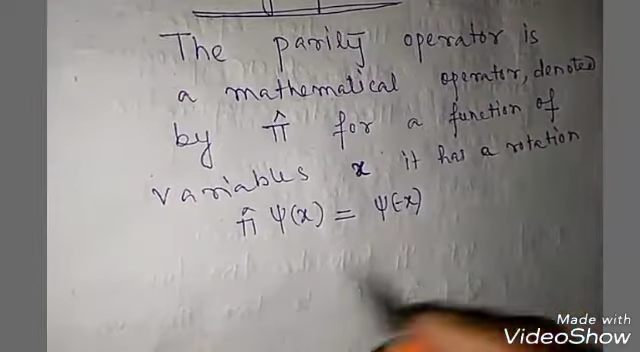 The parity operator is
a mathematical operator, denoted
by π̂ for a function of
variables x it has a rotation
π̂ ψ(x) = ψ(-x)
Made with
VideoShow